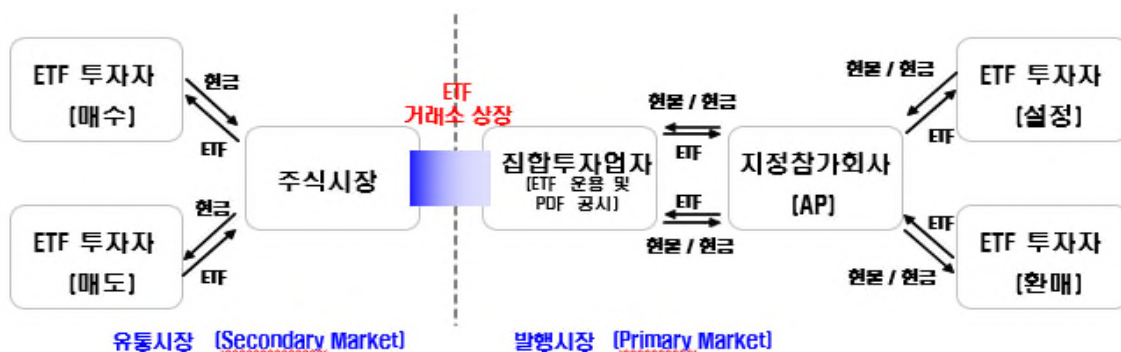 ETF 투자자
[매수]
현금
ETF
ETF 투자자
[매도]
현금
ETF
주식시장
ETF
거래소 상장
집합투자업자
[ETF 운용 및
PDF 공시]
현물 / 현금
ETF
ETF
현물 / 현금
지정참가회사
[AP]
현물 / 현금
ETF
ETF 투자자
[설정]
ETF
현물 / 현금
ETF 투자자
[환매]
유통시장 [Secondary Market]
발행시장 [Primary Market]